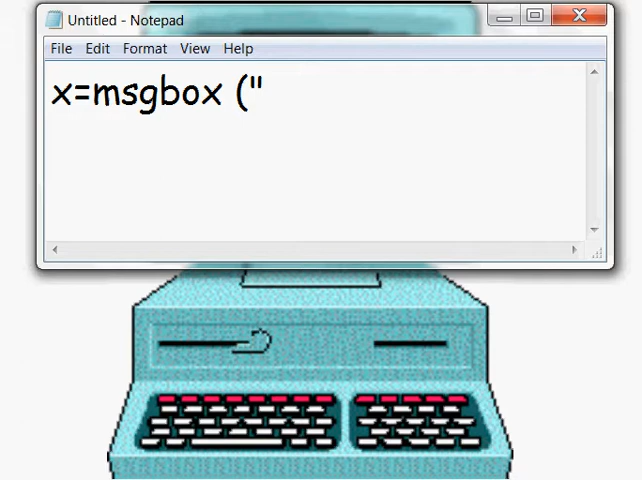 Untitled - Notepad
File Edit Format View Help
x=msgbox ("